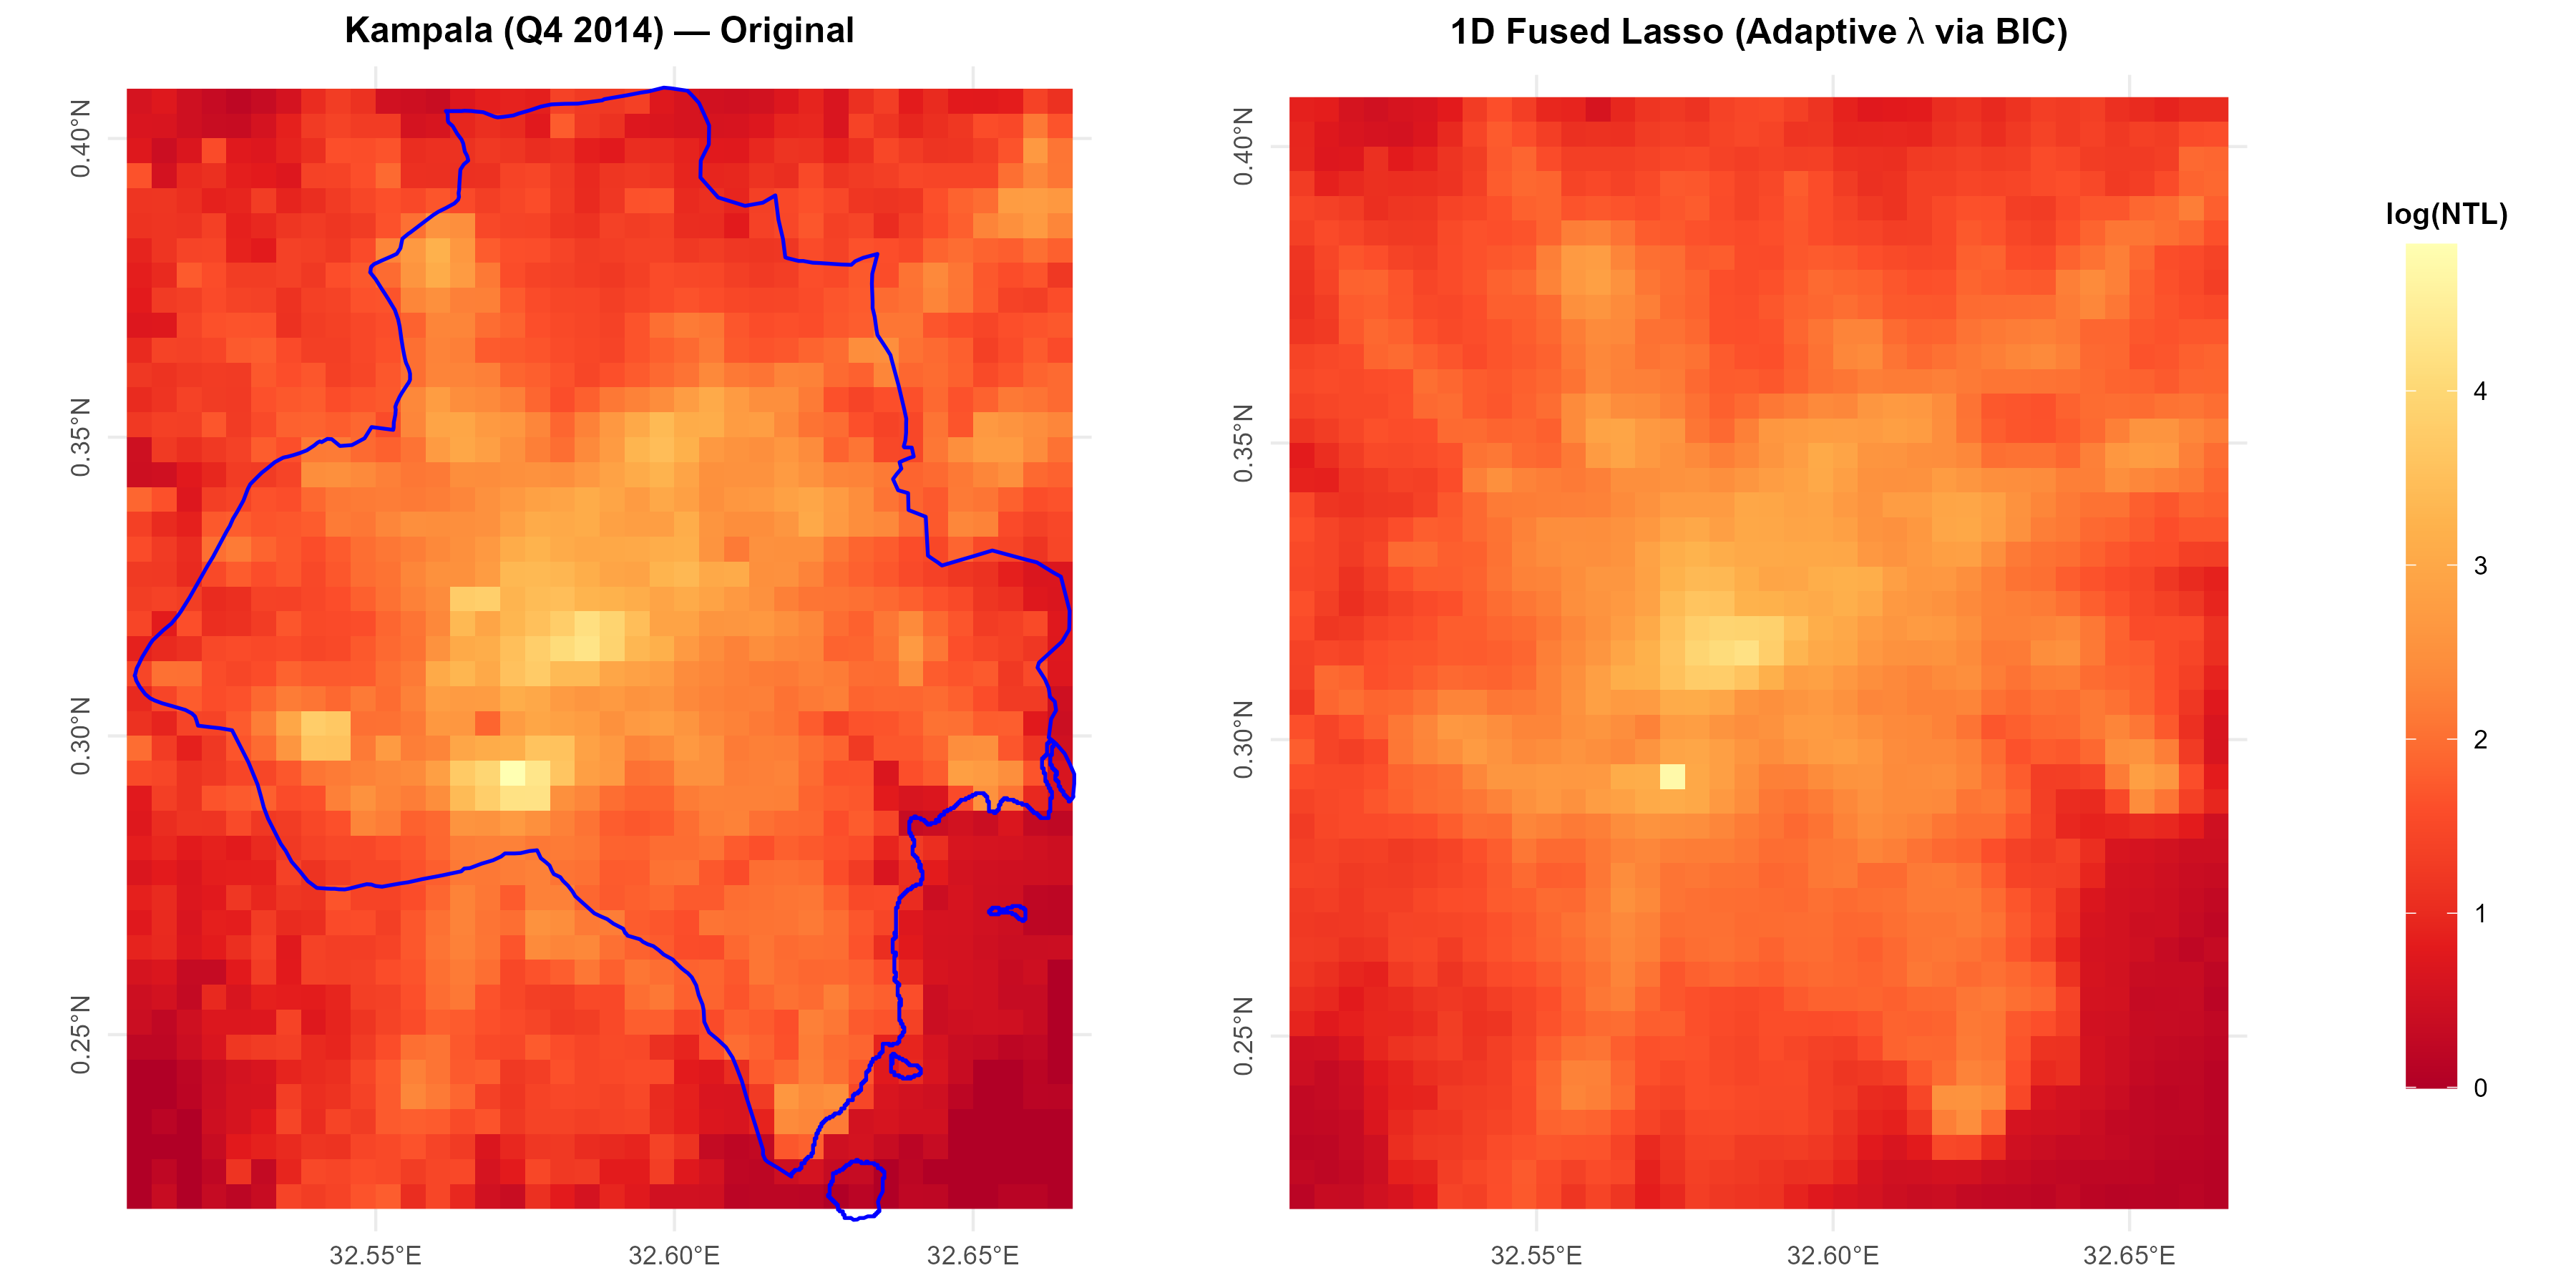 Kampala (Q4 2014) — Original
0.40°N
0.35°N
0.30°N
0.25°N
32.55°E
32.60°E
32.65°E
1D Fused Lasso (Adaptive λ via BIC)
0.40°N
0.35°N
0.30°N
0.25°N
32.55°E
32.60°E
32.65°E
log(NTL)
4
3
2
1
0